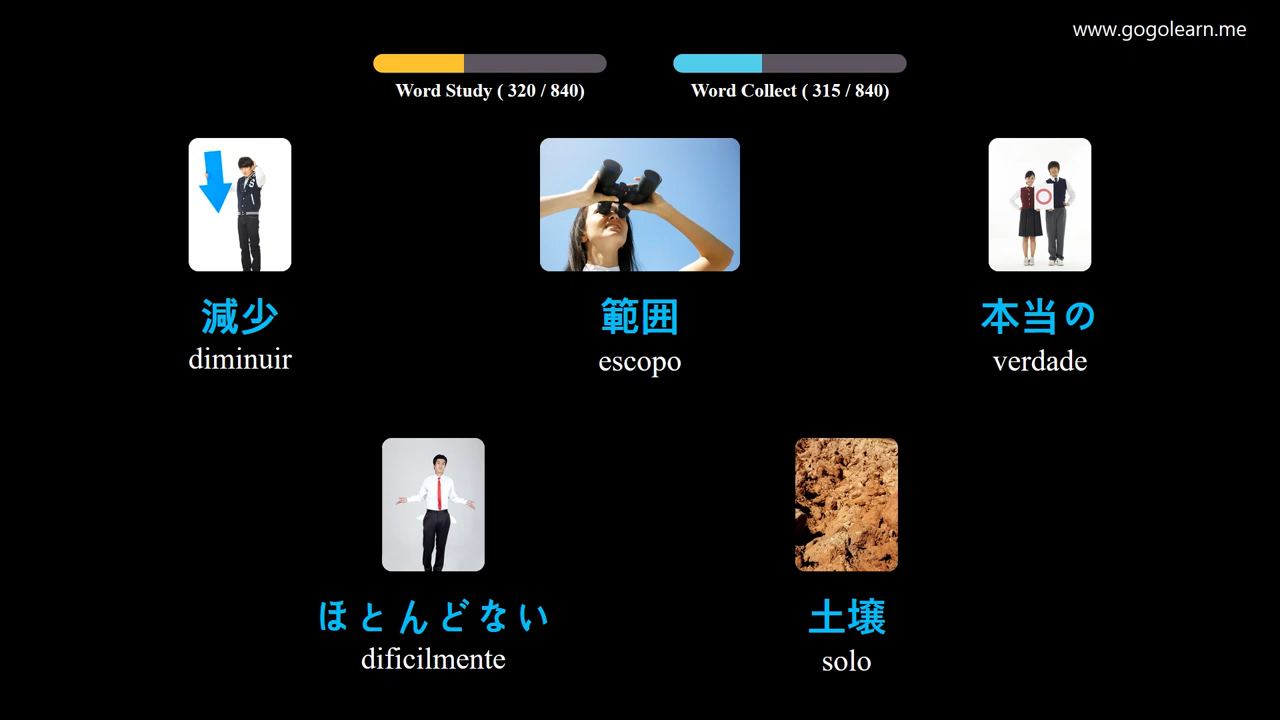 www.gogolearn.me
Word Study ( 320 / 840)
Word Collect ( 315 / 840)
減少
diminuir
範囲
escopo
本当の
verdade
ほとんどない
dificilmente
土壌
solo